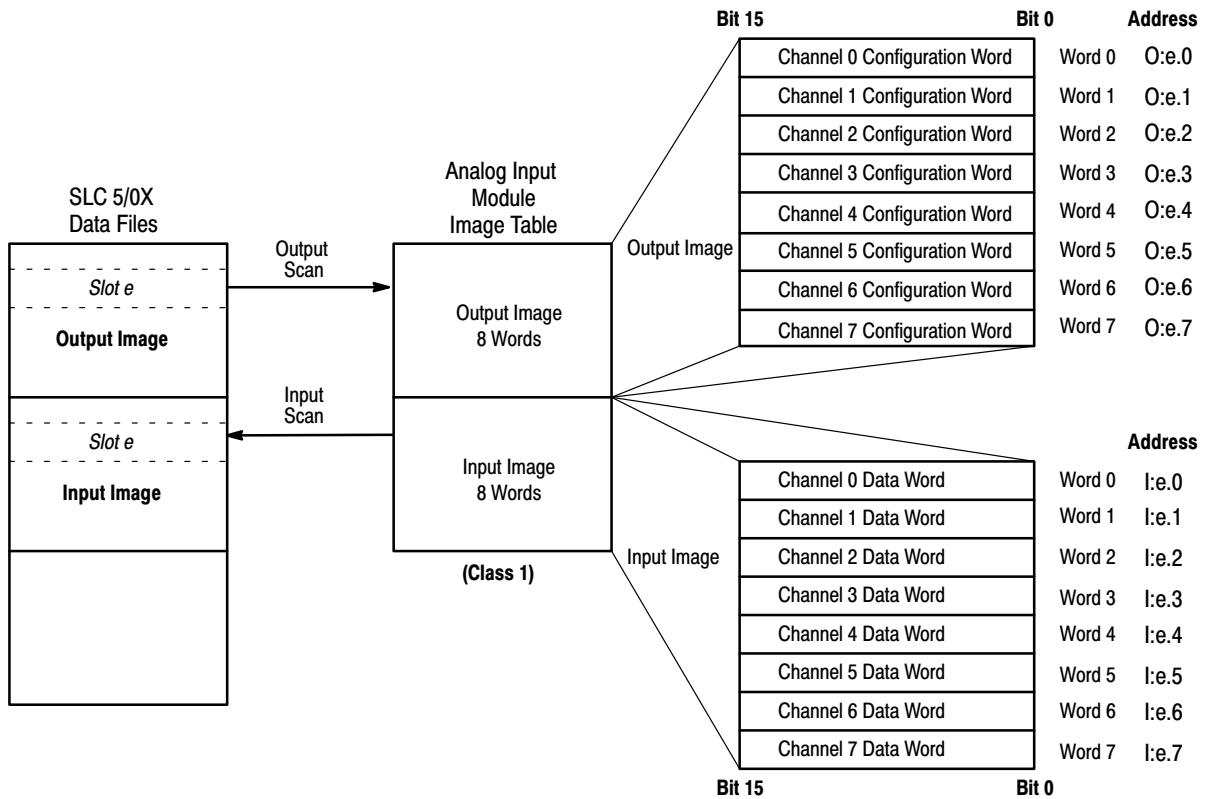 SLC 5/0X
Data Files
Slot e
Output Image
Slot e
Input Image
Output
Scan
Input
Scan
Analog Input
Module
Image Table
Output Image
8 Words
Input Image
8 Words
(Class 1)
Output Image
Input Image
Bit 15 Bit 0 Address
Channel 0 Configuration Word Word 0 O:e.0
Channel 1 Configuration Word Word 1 O:e.1
Channel 2 Configuration Word Word 2 O:e.2
Channel 3 Configuration Word Word 3 O:e.3
Channel 4 Configuration Word Word 4 O:e.4
Channel 5 Configuration Word Word 5 O:e.5
Channel 6 Configuration Word Word 6 O:e.6
Channel 7 Configuration Word Word 7 O:e.7
Address
Channel 0 Data Word Word 0 I:e.0
Channel 1 Data Word Word 1 I:e.1
Channel 2 Data Word Word 2 I:e.2
Channel 3 Data Word Word 3 I:e.3
Channel 4 Data Word Word 4 I:e.4
Channel 5 Data Word Word 5 I:e.5
Channel 6 Data Word Word 6 I:e.6
Channel 7 Data Word Word 7 I:e.7
Bit 15 Bit 0